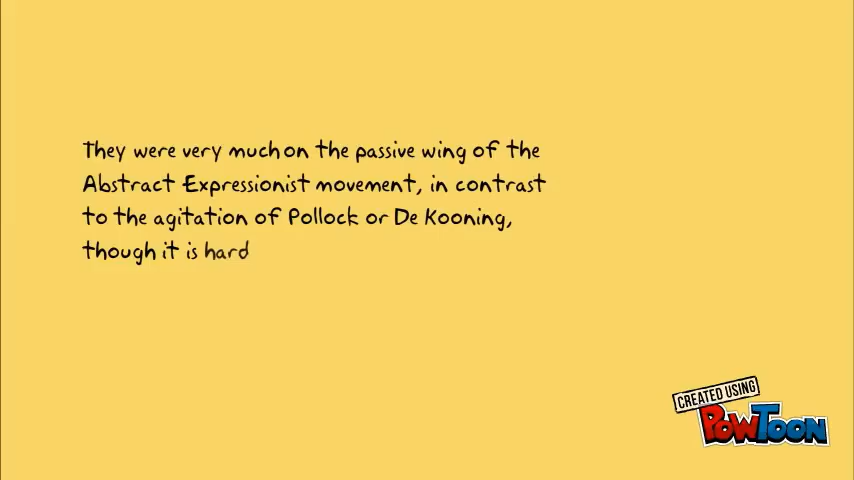 They were very much on the passive wing of the
Abstract Expressionist movement, in contrast
to the agitation of Pollock or De Kooning,
though it is hard
CREATED USING
POWTOON